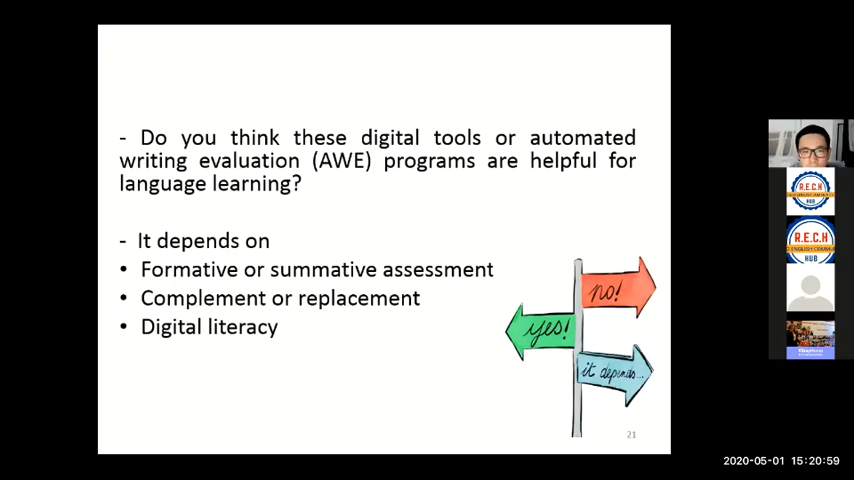 - Do you think these digital tools or automated
writing evaluation (AWE) programs are helpful for
language learning?
- It depends on
• Formative or summative assessment
• Complement or replacement
• Digital literacy
no!
yes!
it depends...
21
R.E.C.H
HUB
R.E.C.H
HUB
2020-05-01 15:20:59